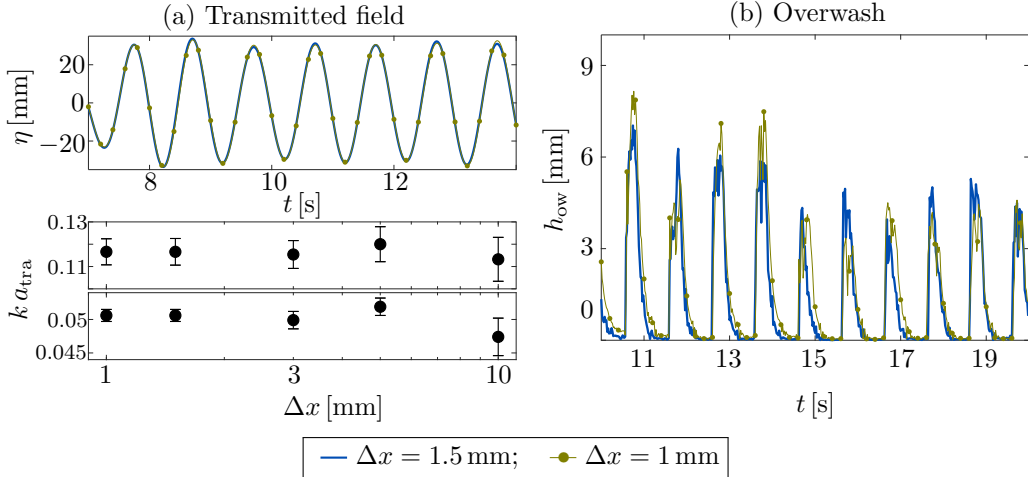 (a) Transmitted field
20
0
−20
η [mm]
8
10
12
t [s]
0.13
0.11
0.05
0.045
k a_tra
1
3
10
Δx [mm]
(b) Overwash
9
6
3
0
h_ow [mm]
11
13
15
17
19
t [s]
Δx = 1.5 mm; Δx = 1 mm